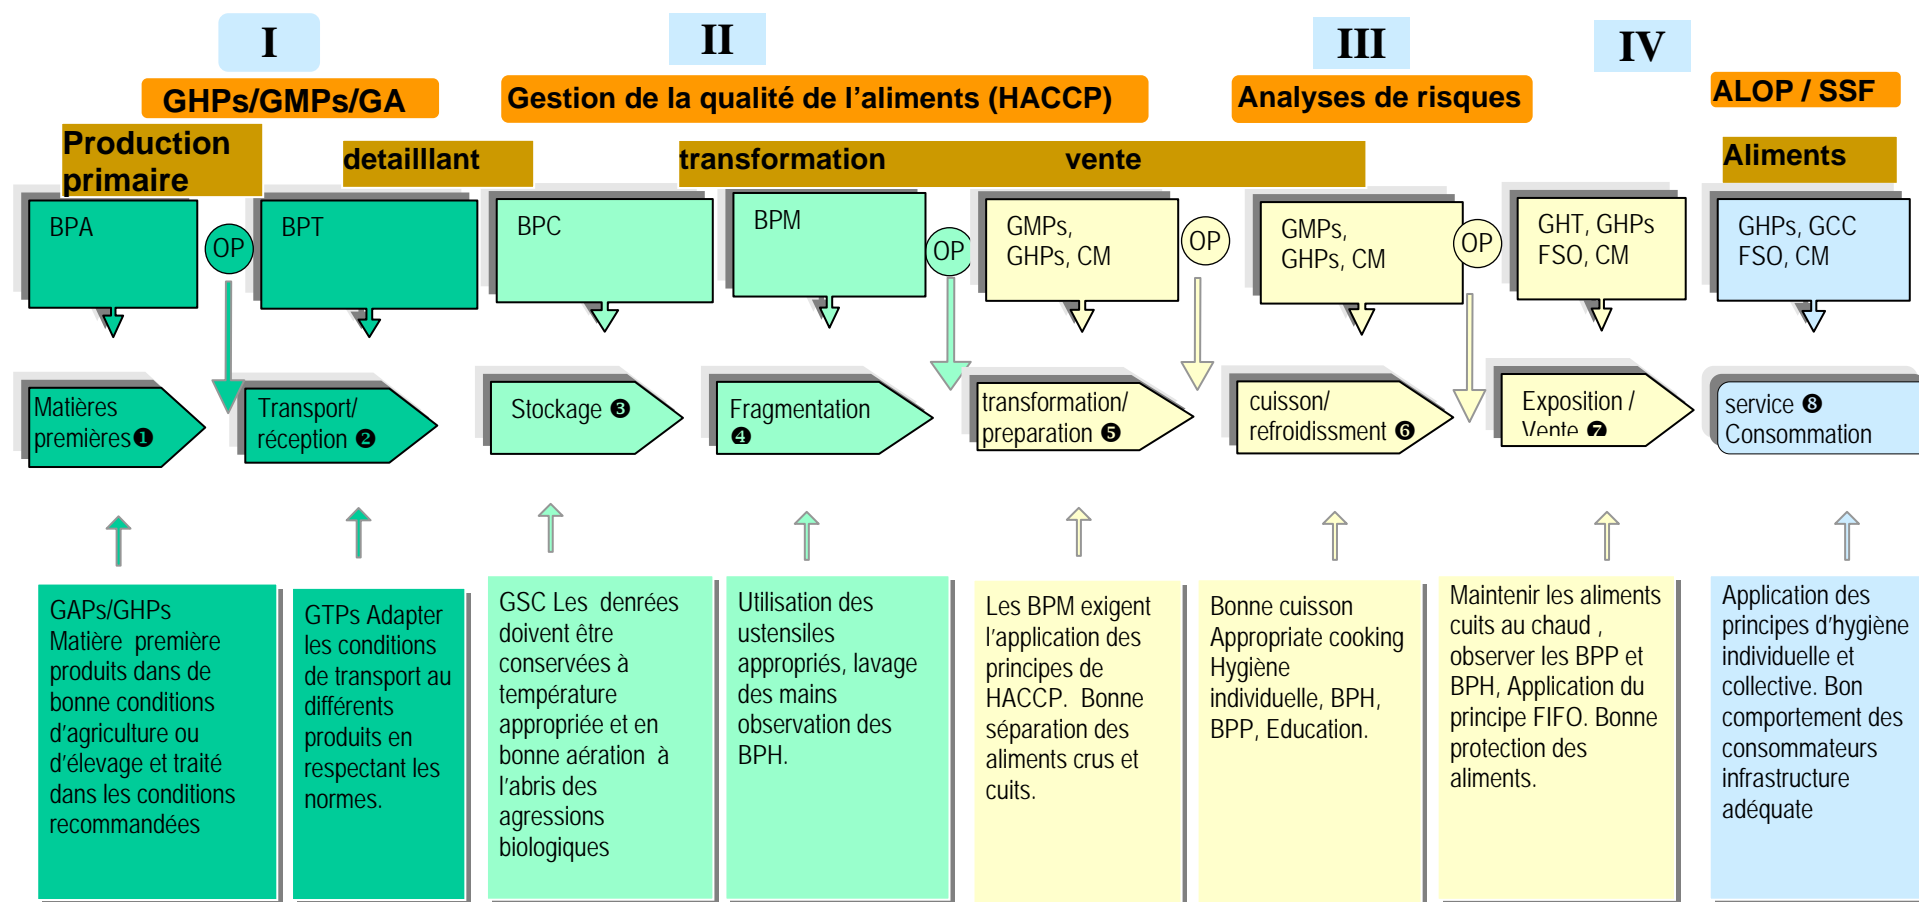 I
II
III
IV
GHPs/GMPs/GA
Gestion de la qualité de l'aliments (HACCP)
Analyses de risques
ALOP / SSF
Production
primaire
detailllant
transformation
vente
Aliments
BPA
OP
BPT
BPC
BPM
OP
GMPs,
GHPs, CM
OP
GMPs,
GHPs, CM
OP
GHT, GHPs
FSO, CM
GHPs, GCC
FSO, CM
Matières
premières❶
Transport/
réception ❷
Stockage ❸
Fragmentation
❹
transformation/
preparation ❺
cuisson/
refroidissment ❻
Exposition /
Vente ❼
service ❽
Consommation
GAPs/GHPs
Matière première
produits dans de
bonne conditions
d'agriculture ou
d'élevage et traité
dans les conditions
recommandées
GTPs Adapter
les conditions
de transport au
différents
produits en
respectant les
normes.
GSC Les denrées
doivent être
conservées à
température
appropriée et en
bonne aération à
l'abris des
agressions
biologiques
Utilisation des
ustensiles
appropriés, lavage
des mains
observation des
BPH.
Les BPM exigent
l'application des
principes de
HACCP. Bonne
séparation des
aliments crus et
cuits.
Bonne cuisson
Appropriate cooking
Hygiène
individuelle, BPH,
BPP, Education.
Maintenir les aliments
cuits au chaud ,
observer les BPP et
BPH, Application du
principe FIFO. Bonne
protection des
aliments.
Application des
principes d'hygiène
individuelle et
collective. Bon
comportement des
consommateurs
infrastructure
adéquate